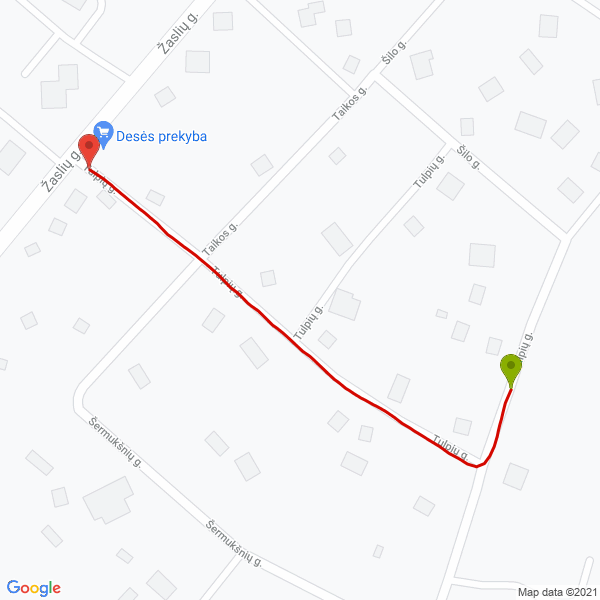 Žaslių g.
Šilo g.
Taikos g.
Desės prekyba
Šilo g.
Žaslių g.
Tulpių g.
Tulpių g.
Taikos g.
Tulpių g.
Tulpių g.
Tulpių g.
Šermukšnių g.
Tulpių g.
Šermukšnių g.
Google
Map data ©2021